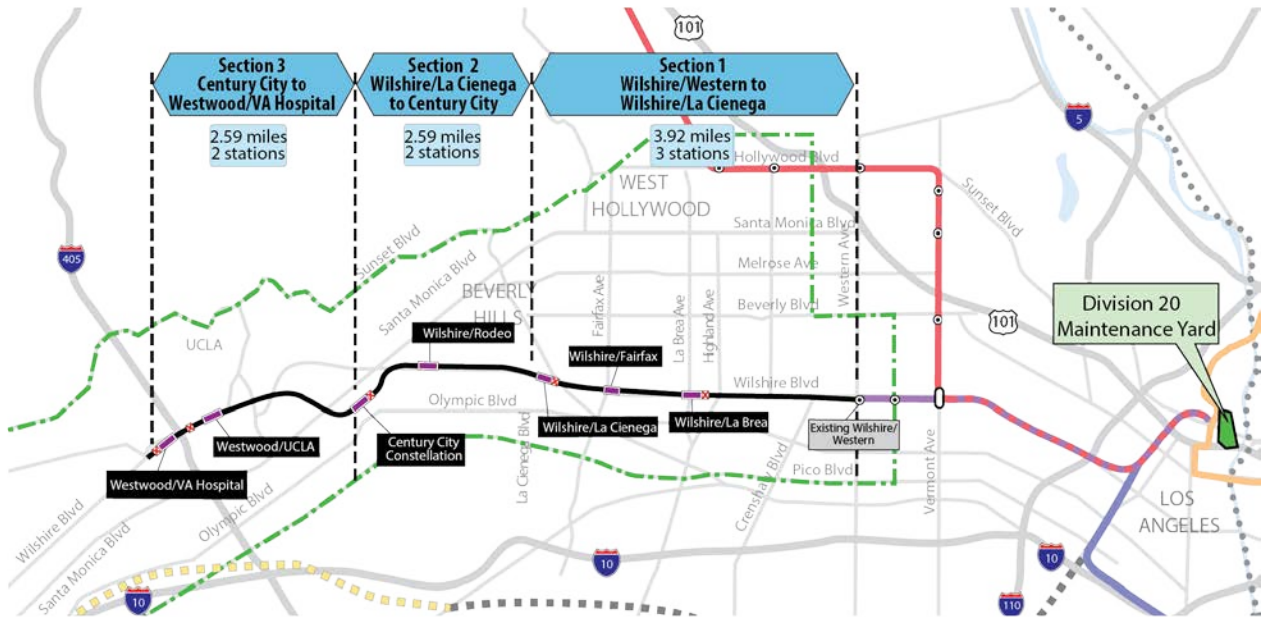 101
Section 3
Century City to
Westwood/VA Hospital
Section 2
Wilshire/La Cienega
to Century City
Section 1
Wilshire/Western to
Wilshire/La Cienega
2.59 miles
2 stations
2.59 miles
2 stations
3.92 miles
3 stations
5
Hollywood Blvd
WEST
HOLLYWOOD
Sunset Blvd
Santa Monica Blvd
405
Sunset Blvd
Santa Monica Blvd
Melrose Ave
Western Ave
BEVERLY
HILLS
Fairfax Ave
La Brea Ave
Highland Ave
Beverly Blvd
101
Division 20
Maintenance Yard
UCLA
Wilshire/Rodeo
Wilshire/Fairfax
Wilshire Blvd
Olympic Blvd
Westwood/UCLA
Century City
Constellation
La Cienega Blvd
Wilshire/La Cienega
Wilshire/La Brea
Existing Wilshire/
Western
Westwood/VA Hospital
Pico Blvd
Crenshaw Blvd
Vermont Ave
LOS
ANGELES
Wilshire Blvd
Santa Monica Blvd
Olympic Blvd
10
10
10
110